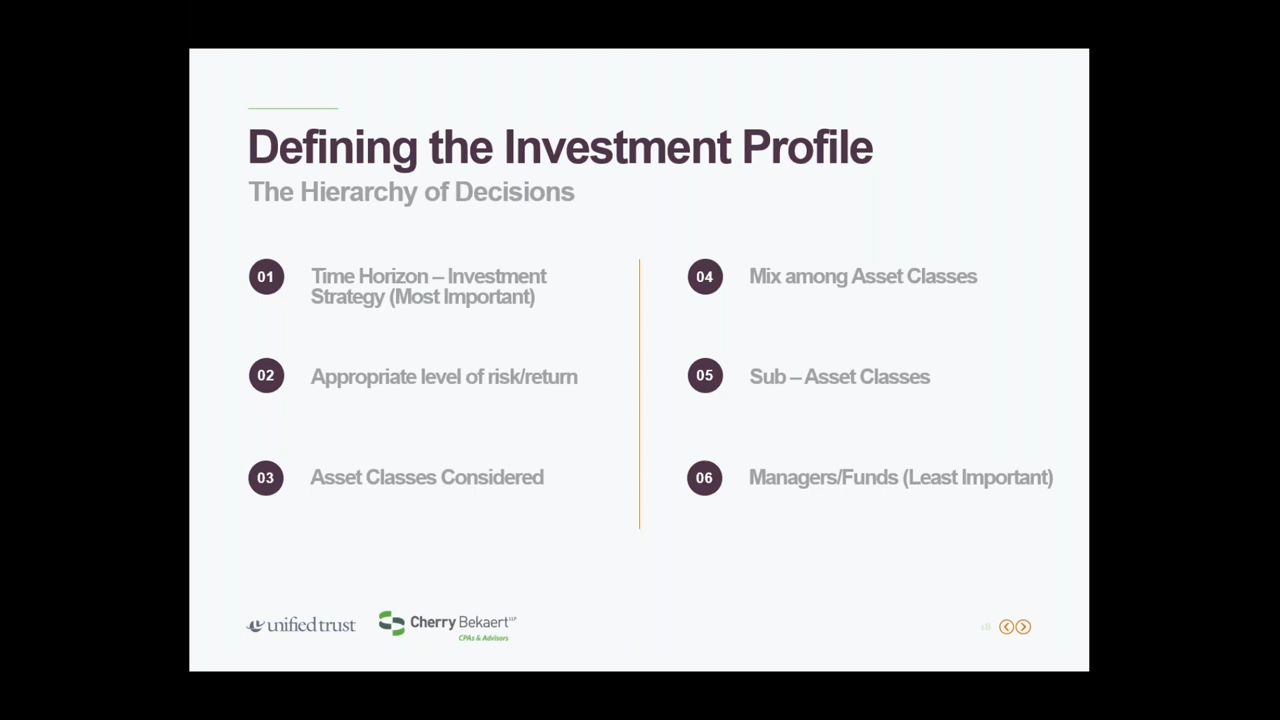 Defining the Investment Profile
The Hierarchy of Decisions
01
Time Horizon – Investment
Strategy (Most Important)
02
Appropriate level of risk/return
03
Asset Classes Considered
04
Mix among Asset Classes
05
Sub – Asset Classes
06
Managers/Funds (Least Important)
unified trust
Cherry Bekaert LLP
CPAs & Advisors
18